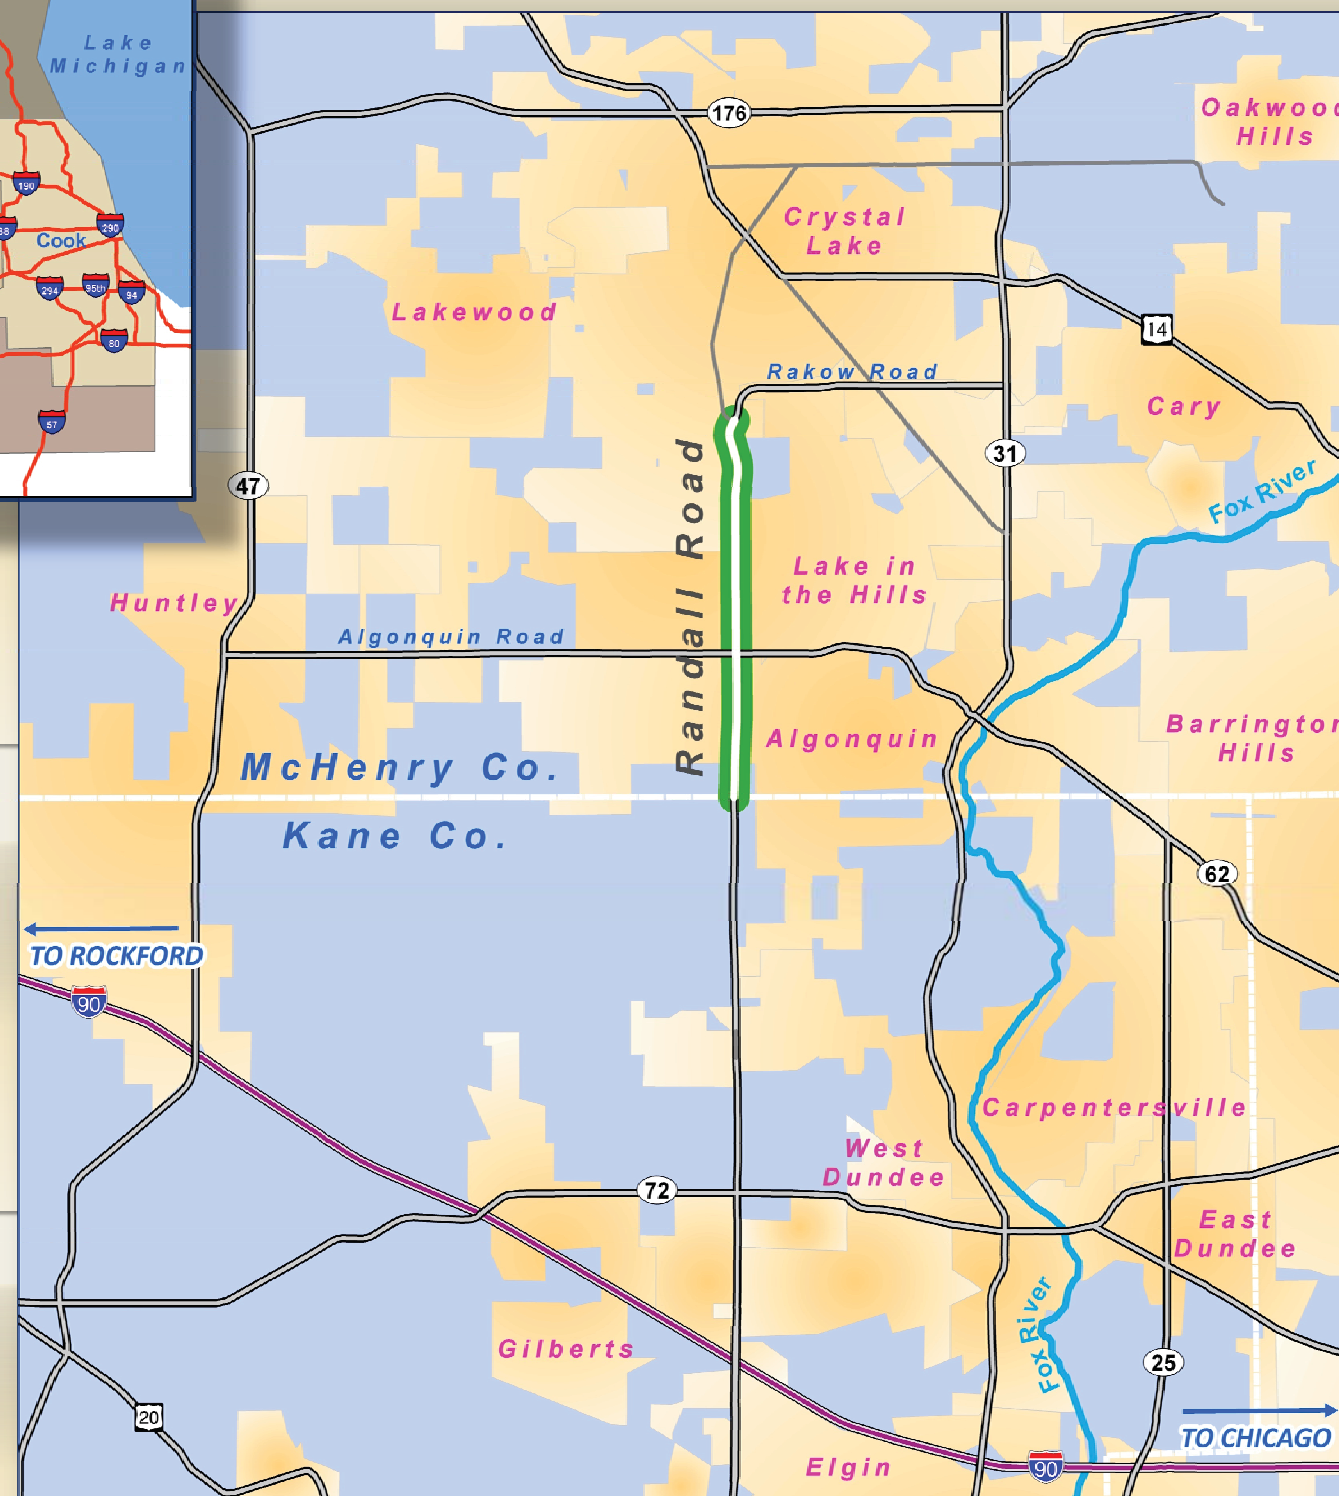 Lake
Michigan
176
Oakwood
Hills
190
290
Cook
294
95th
94
80
57
Crystal
Lake
Lakewood
14
Rakow Road
Cary
31
47
Fox River
Randall Road
Lake in
the Hills
Huntley
Algonquin Road
Algonquin
Barrington
Hills
McHenry Co.
Kane Co.
62
TO ROCKFORD
90
Carpentersville
West
Dundee
72
East
Dundee
Fox River
Gilberts
25
20
TO CHICAGO
Elgin
90